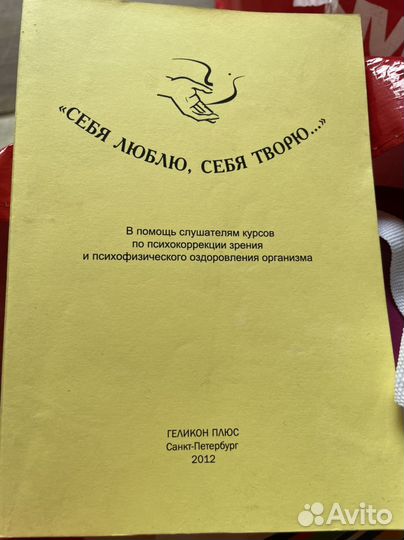 «СЕБЯ ЛЮБЛЮ, СЕБЯ ТВОРЮ...»
В помощь слушателям курсов
по психокоррекции зрения
и психофизического оздоровления организма
ГЕЛИКОН ПЛЮС
Санкт-Петербург
2012
Avito